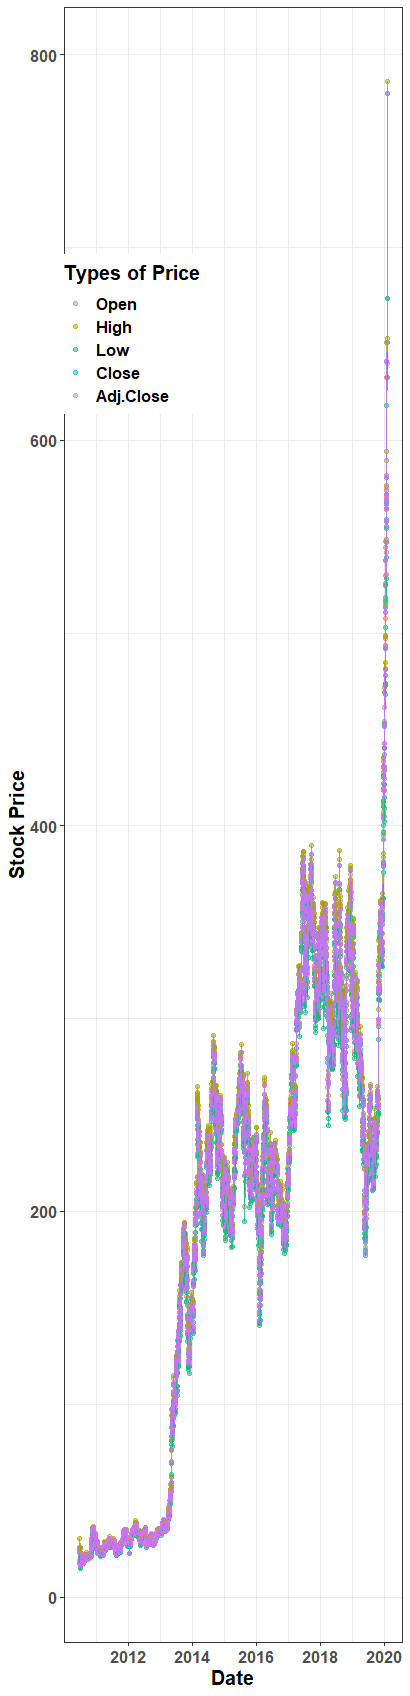 800
Types of Price
Open
High
Low
Close
Adj.Close
600
Stock Price
400
200
0
2012 2014 2016 2018 2020
Date